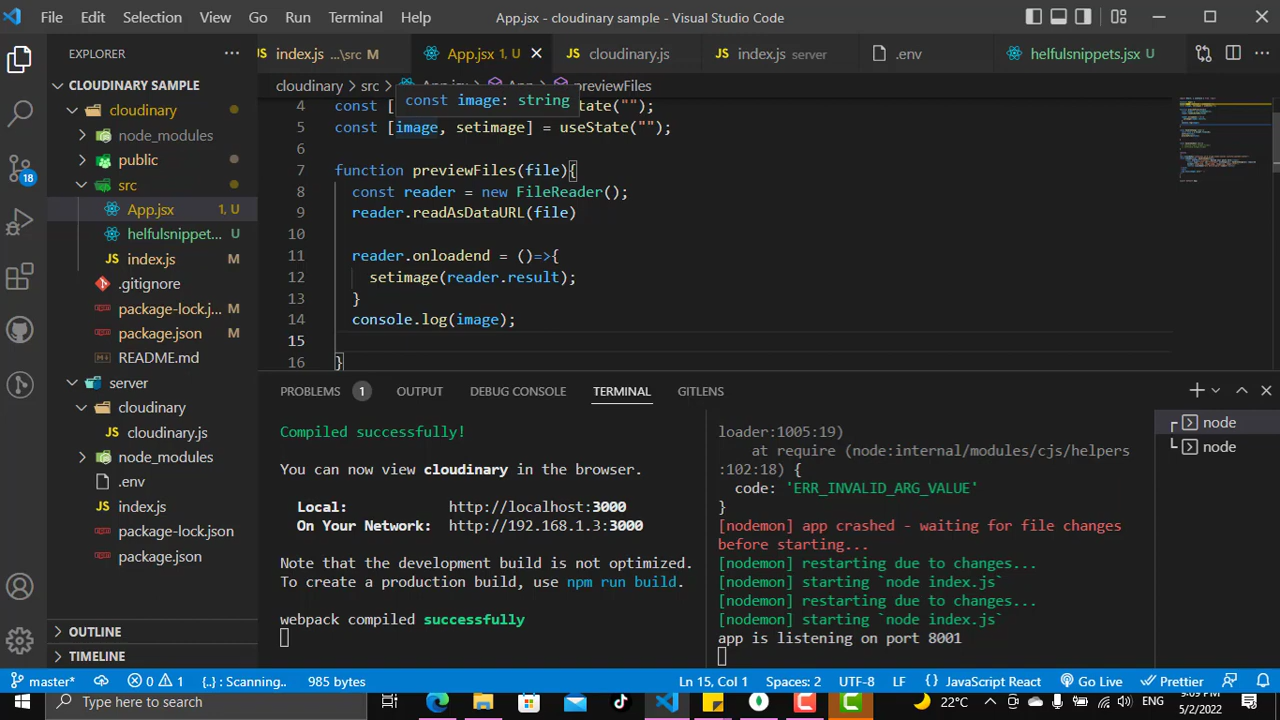 File Edit Selection View Go Run Terminal Help App.jsx - cloudinary sample - Visual Studio Code
EXPLORER
CLOUDINARY SAMPLE
cloudinary
node_modules
public
src
App.jsx 1, U
helfulsnippet... U
index.js M
.gitignore
package-lock.j... M
package.json M
README.md
server
cloudinary
cloudinary.js
node_modules
.env
index.js
package-lock.json
package.json
OUTLINE
TIMELINE
18
index.js ...\src M App.jsx 1, U cloudinary.js index.js server .env helfulsnippets.jsx U
cloudinary > src > App > previewFiles
const image: string
4 const [ tate("");
5 const [image, setimage] = useState("");
6
7 function previewFiles(file){
8 const reader = new FileReader();
9 reader.readAsDataURL(file)
10
11 reader.onloadend = ()=>{
12 setimage(reader.result);
13 }
14 console.log(image);
15
16 }
PROBLEMS 1 OUTPUT DEBUG CONSOLE TERMINAL GITLENS
Compiled successfully!
You can now view cloudinary in the browser.
Local: http://localhost:3000
On Your Network: http://192.168.1.3:3000
Note that the development build is not optimized.
To create a production build, use npm run build.
webpack compiled successfully
loader:1005:19)
at require (node:internal/modules/cjs/helpers
:102:18) {
code: 'ERR_INVALID_ARG_VALUE'
}
[nodemon] app crashed - waiting for file changes
before starting...
[nodemon] restarting due to changes...
[nodemon] starting `node index.js`
[nodemon] restarting due to changes...
[nodemon] starting `node index.js`
app is listening on port 8001
node
node
master* 0 1 {..} : Scanning.. 985 bytes Ln 15, Col 1 Spaces: 2 UTF-8 LF {} JavaScript React Go Live Prettier
Type here to search 22°C 9:09 PM
5/2/2022